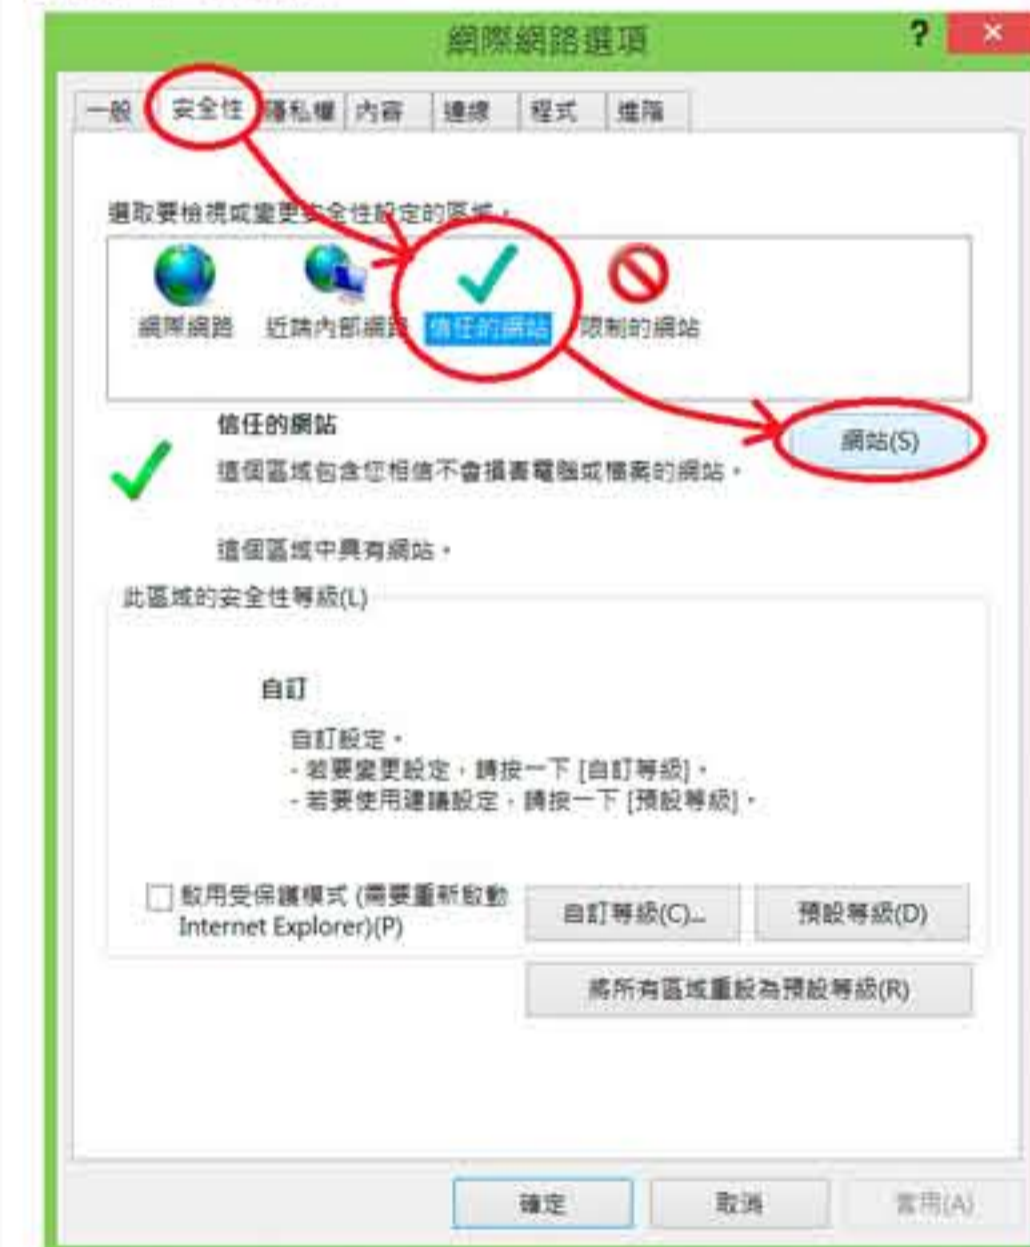 網際網路選項
?
一般 安全性 隱私權 內容 連線 程式 進階
選取要檢視或變更安全性設定的區域。
網際網路 近端內部網路 信任的網站 限制的網站
信任的網站
網站(S)
這個區域包含您相信不會損害電腦或檔案的網站。
這個區域中具有網站。
此區域的安全性等級(L)
自訂
自訂設定。
- 若要變更設定，請按一下 [自訂等級]。
- 若要使用建議設定，請按一下 [預設等級]。
啟用受保護模式 (需要重新啟動
Internet Explorer)(P)
自訂等級(C)... 預設等級(D)
將所有區域重設為預設等級(R)
確定 取消 套用(A)